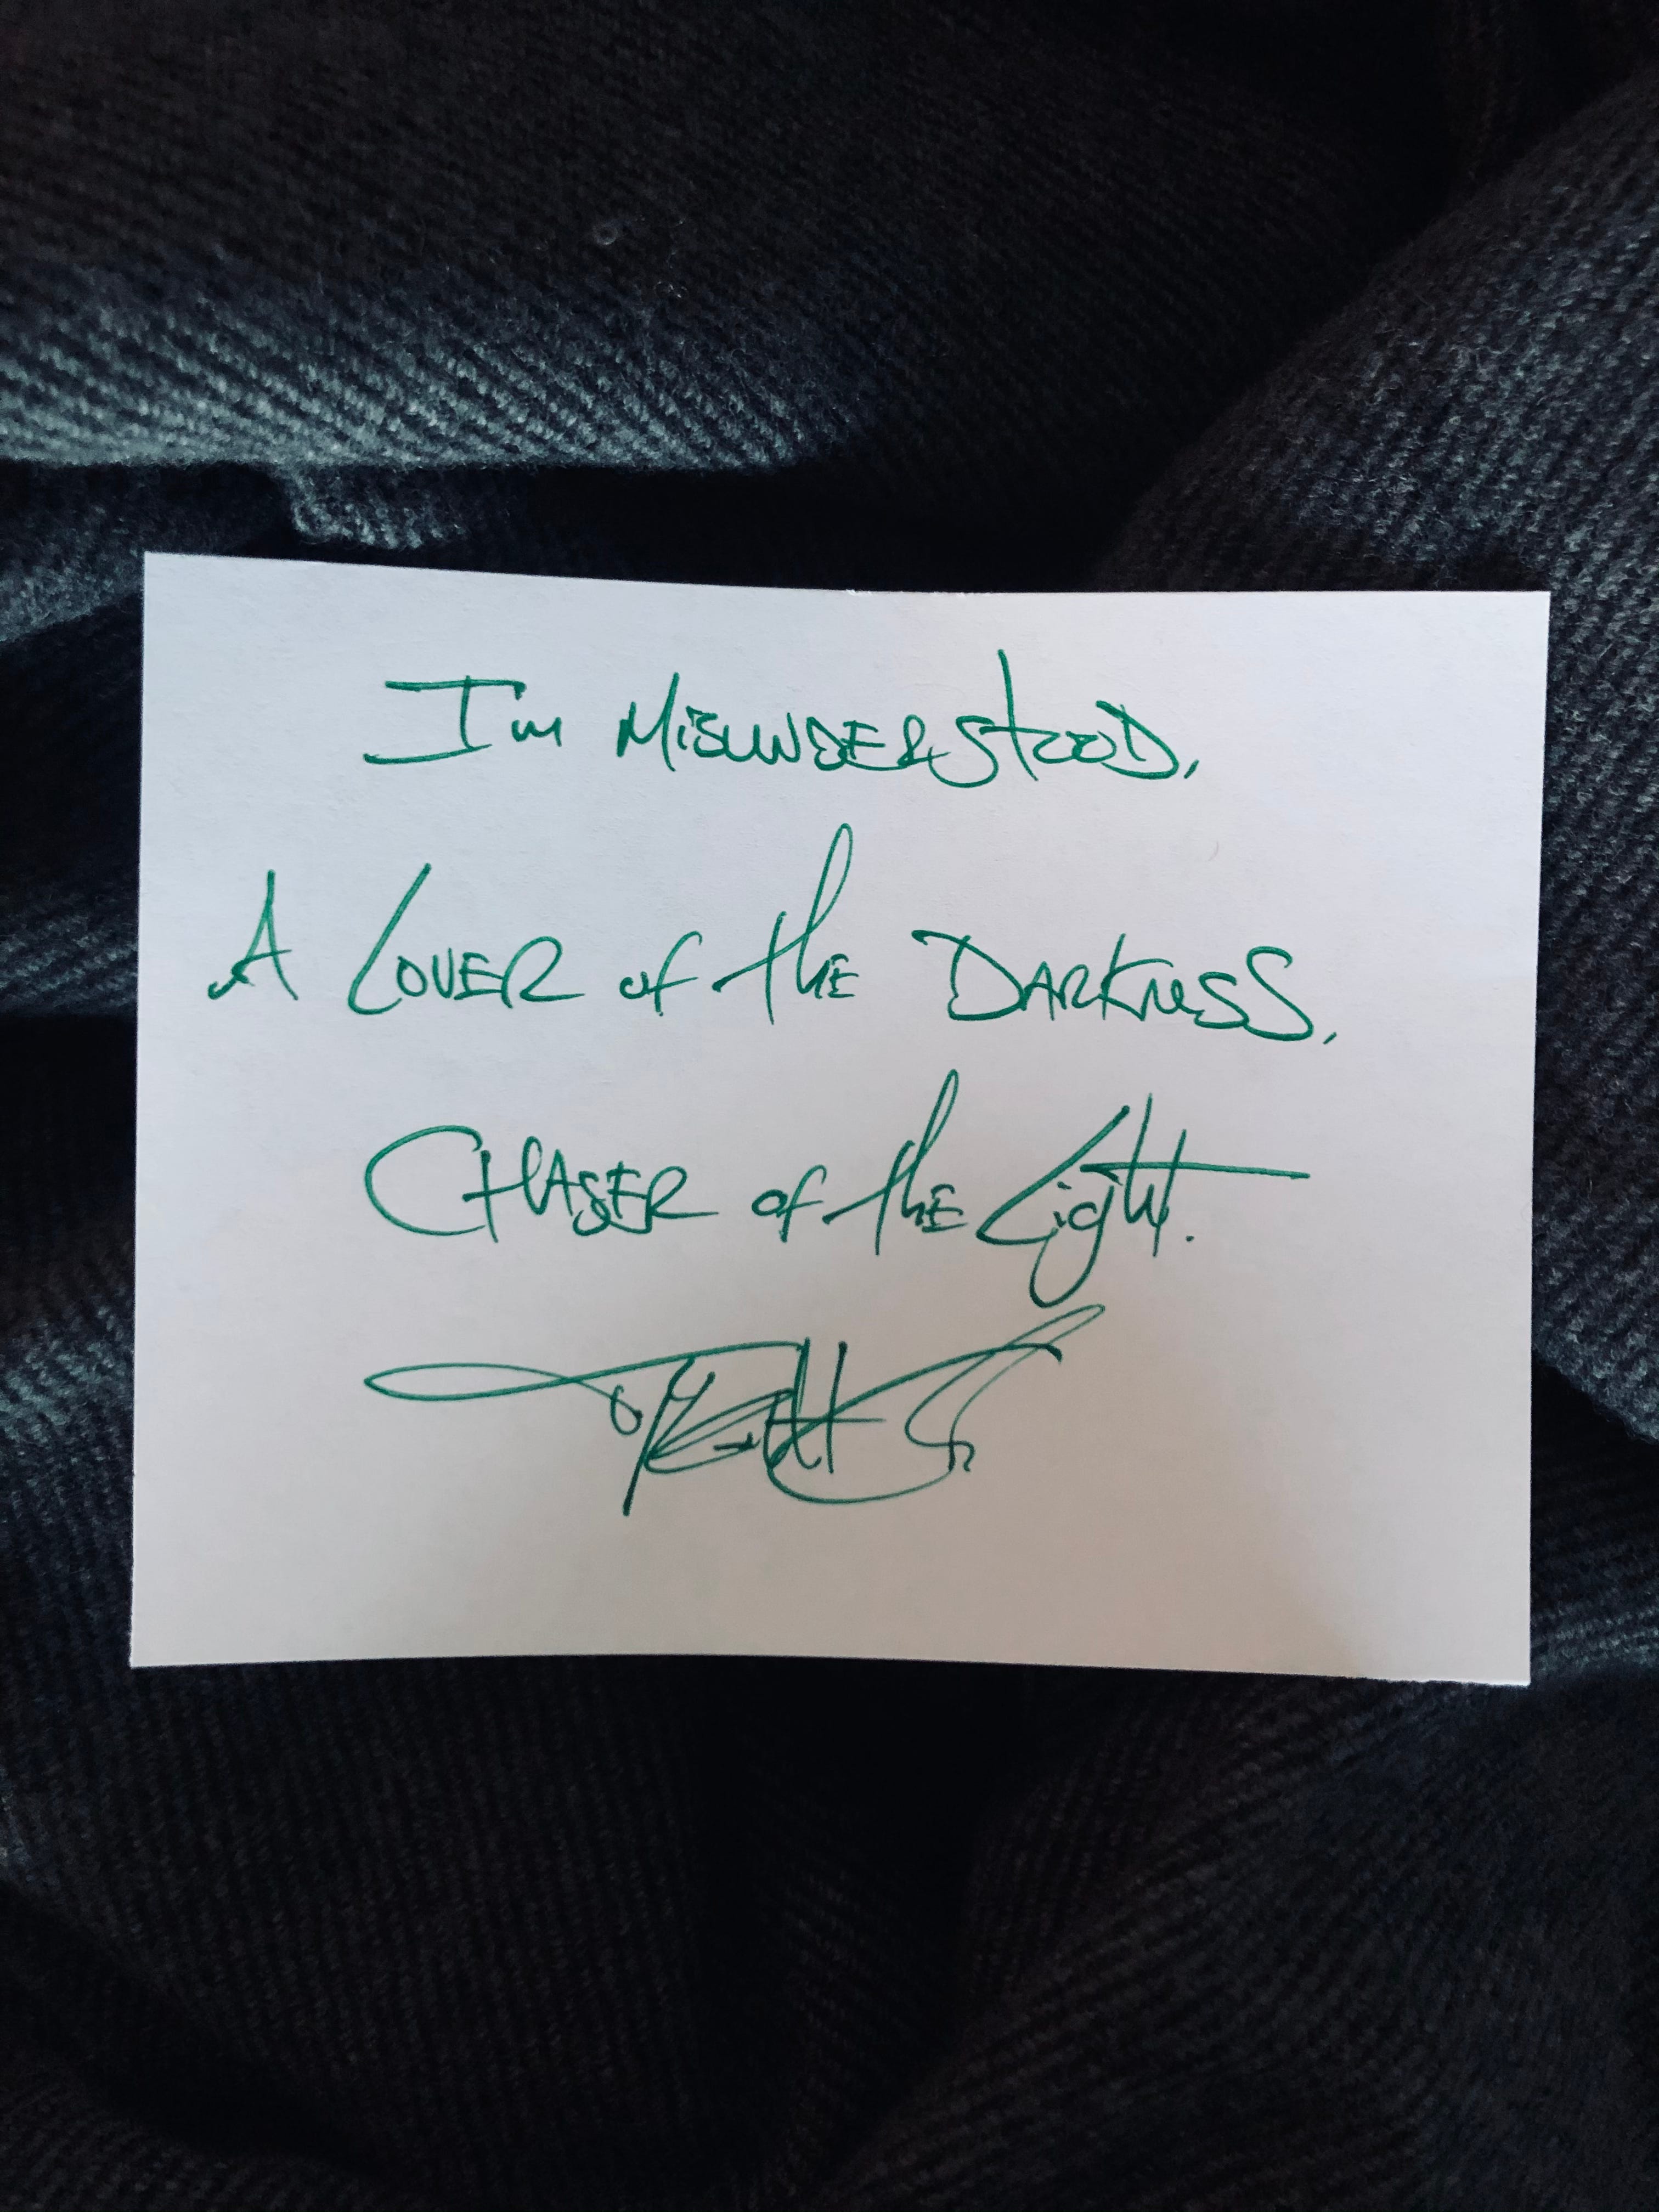 I'm Misunderstood,
A Lover of the Darkness,
Chaser of the Light.